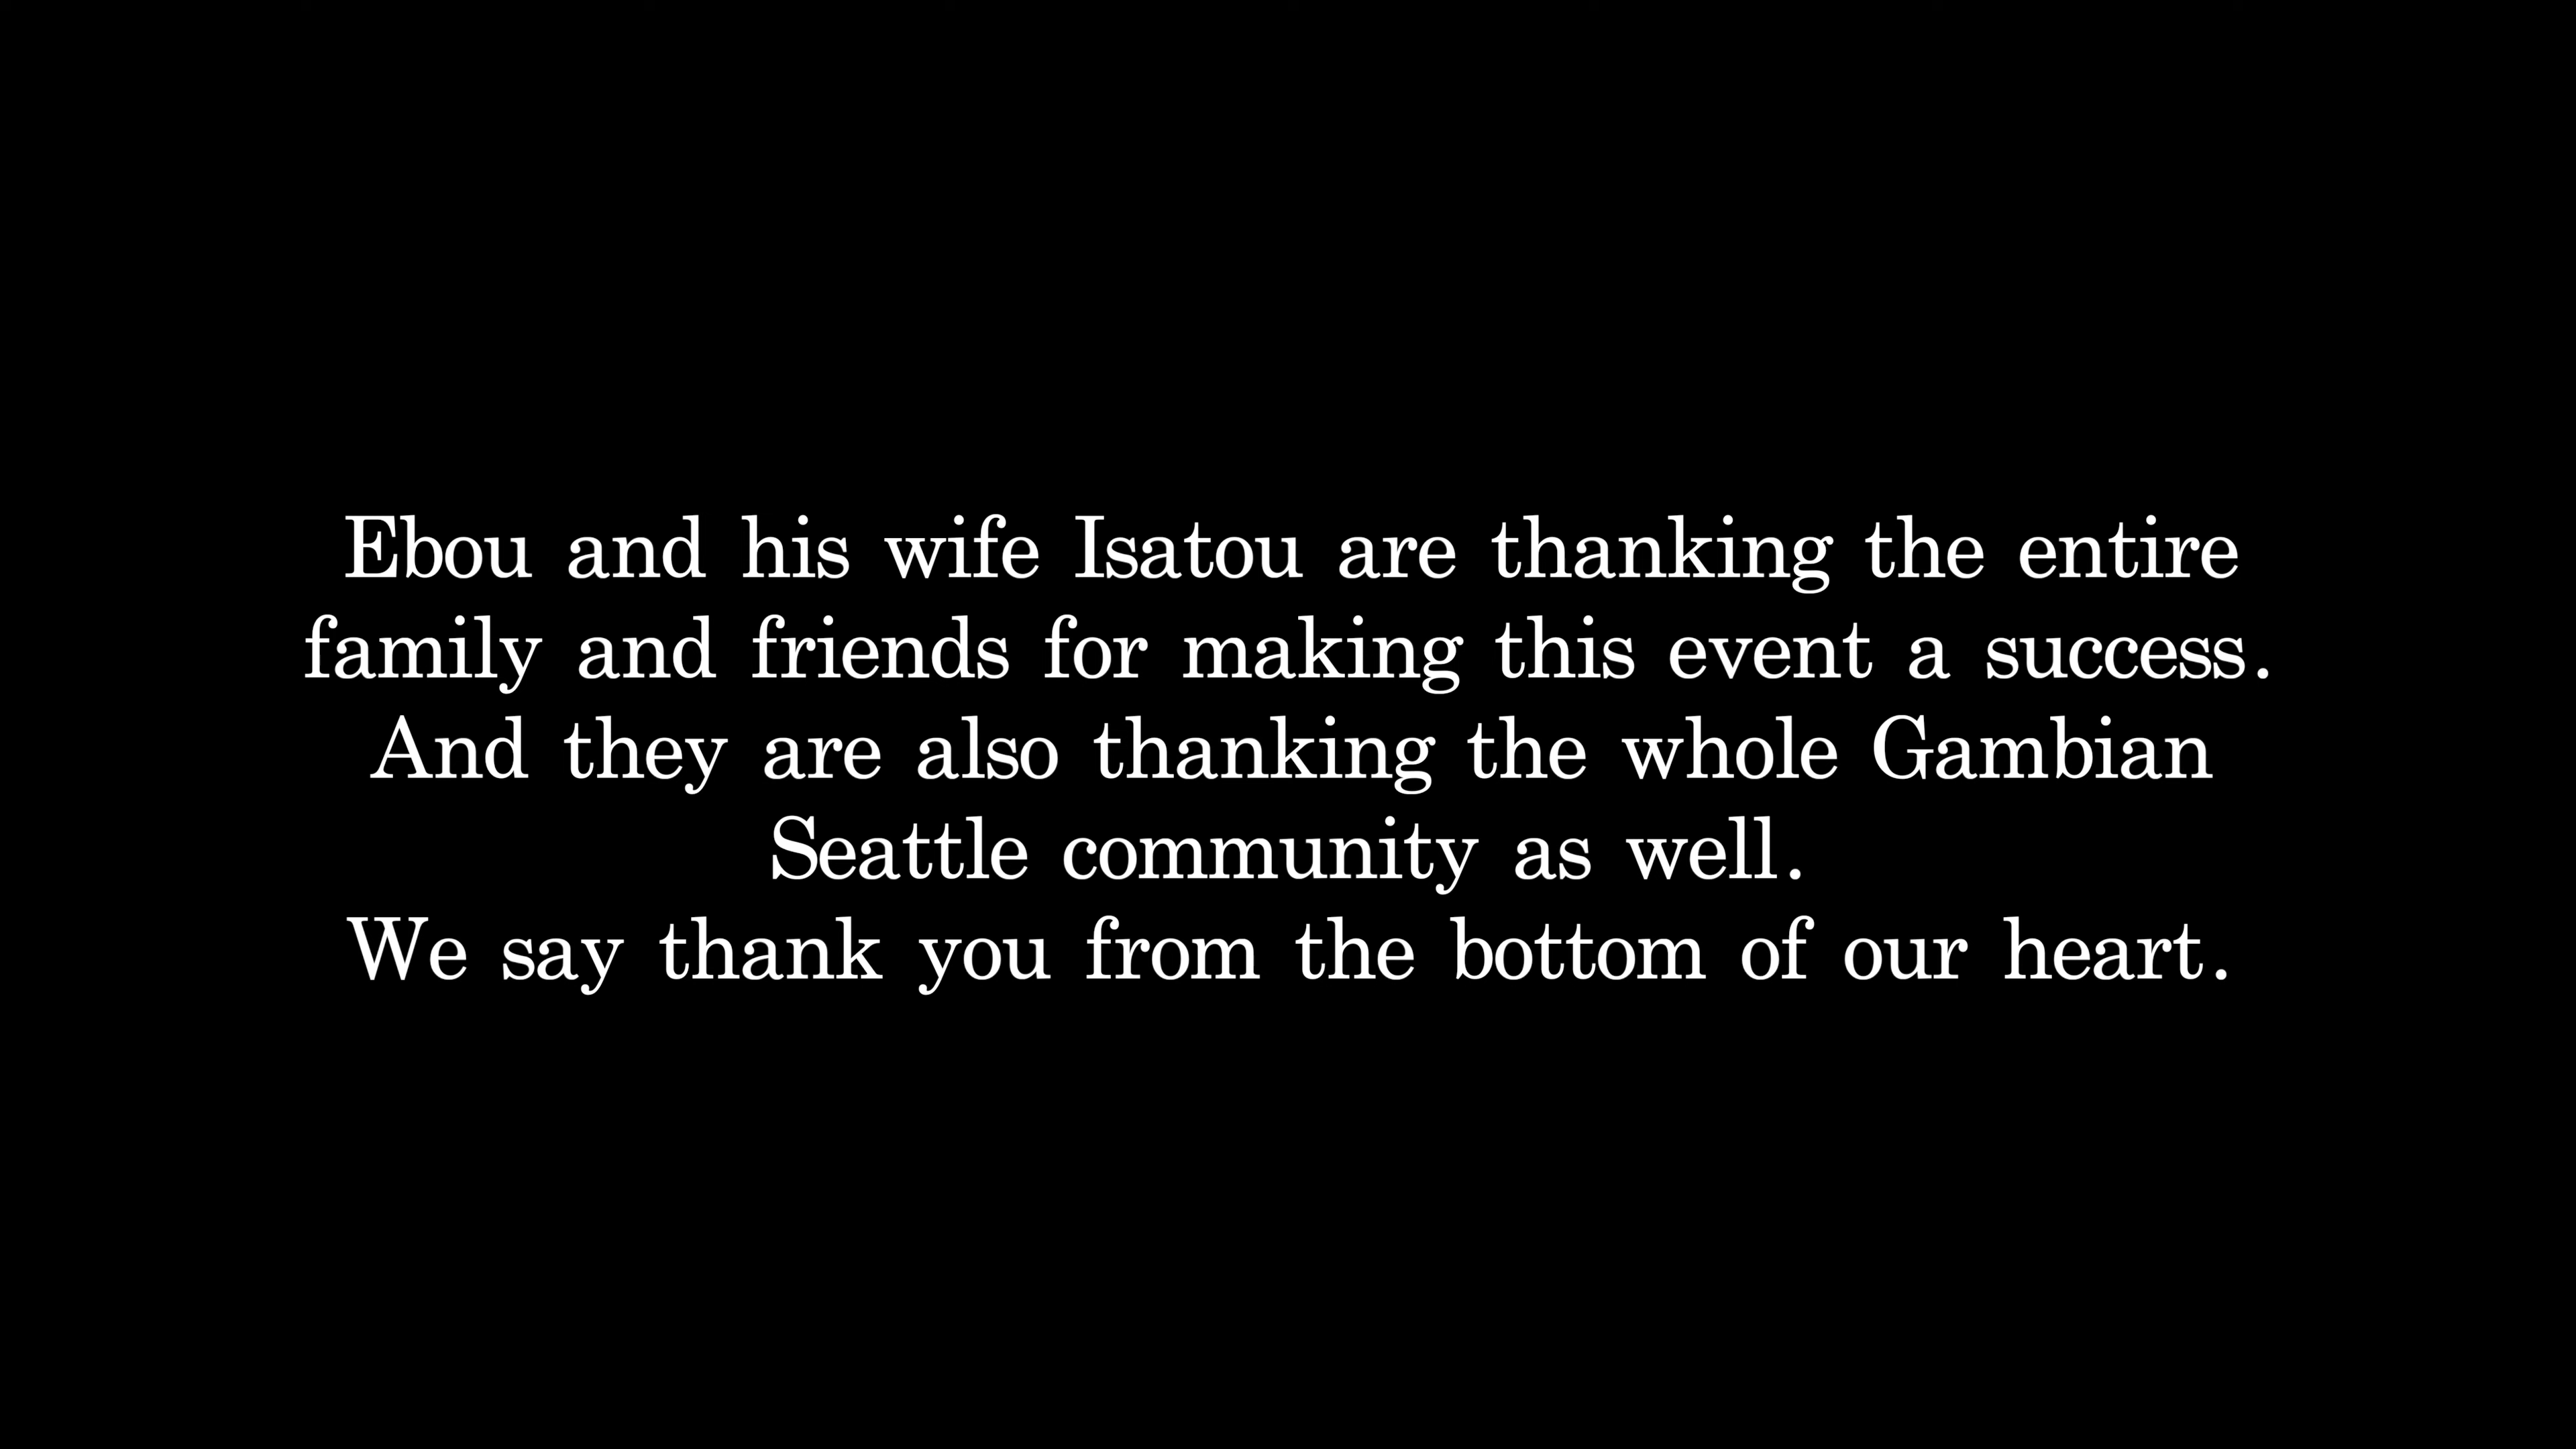 Ebou and his wife Isatou are thanking the entire
family and friends for making this event a success.
And they are also thanking the whole Gambian
Seattle community as well.
We say thank you from the bottom of our heart.